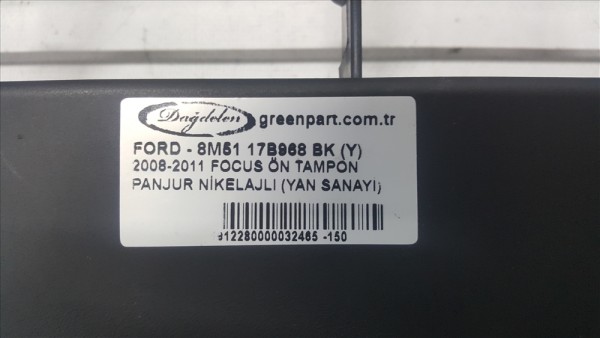 Dağdelen greenpart.com.tr
FORD - 8M51 17B968 BK (Y)
2008-2011 FOCUS ÖN TAMPON
PANJUR NİKELAJLI (YAN SANAYİ)
912280000032465 -150